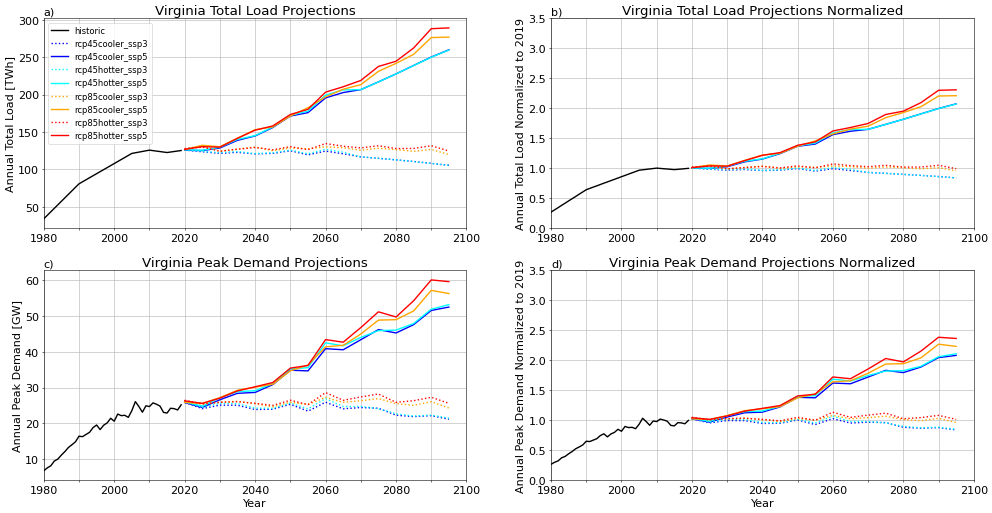 a) Virginia Total Load Projections
Annual Total Load [TWh]
300
250
200
150
100
50
historic
rcp45cooler_ssp3
rcp45cooler_ssp5
rcp45hotter_ssp3
rcp45hotter_ssp5
rcp85cooler_ssp3
rcp85cooler_ssp5
rcp85hotter_ssp3
rcp85hotter_ssp5
1980 2000 2020 2040 2060 2080 2100
b) Virginia Total Load Projections Normalized
Annual Total Load Normalized to 2019
3.5
3.0
2.5
2.0
1.5
1.0
0.5
0.0
1980 2000 2020 2040 2060 2080 2100
c) Virginia Peak Demand Projections
Annual Peak Demand [GW]
60
50
40
30
20
10
1980 2000 2020 2040 2060 2080 2100
Year
d) Virginia Peak Demand Projections Normalized
Annual Peak Demand Normalized to 2019
3.5
3.0
2.5
2.0
1.5
1.0
0.5
0.0
1980 2000 2020 2040 2060 2080 2100
Year